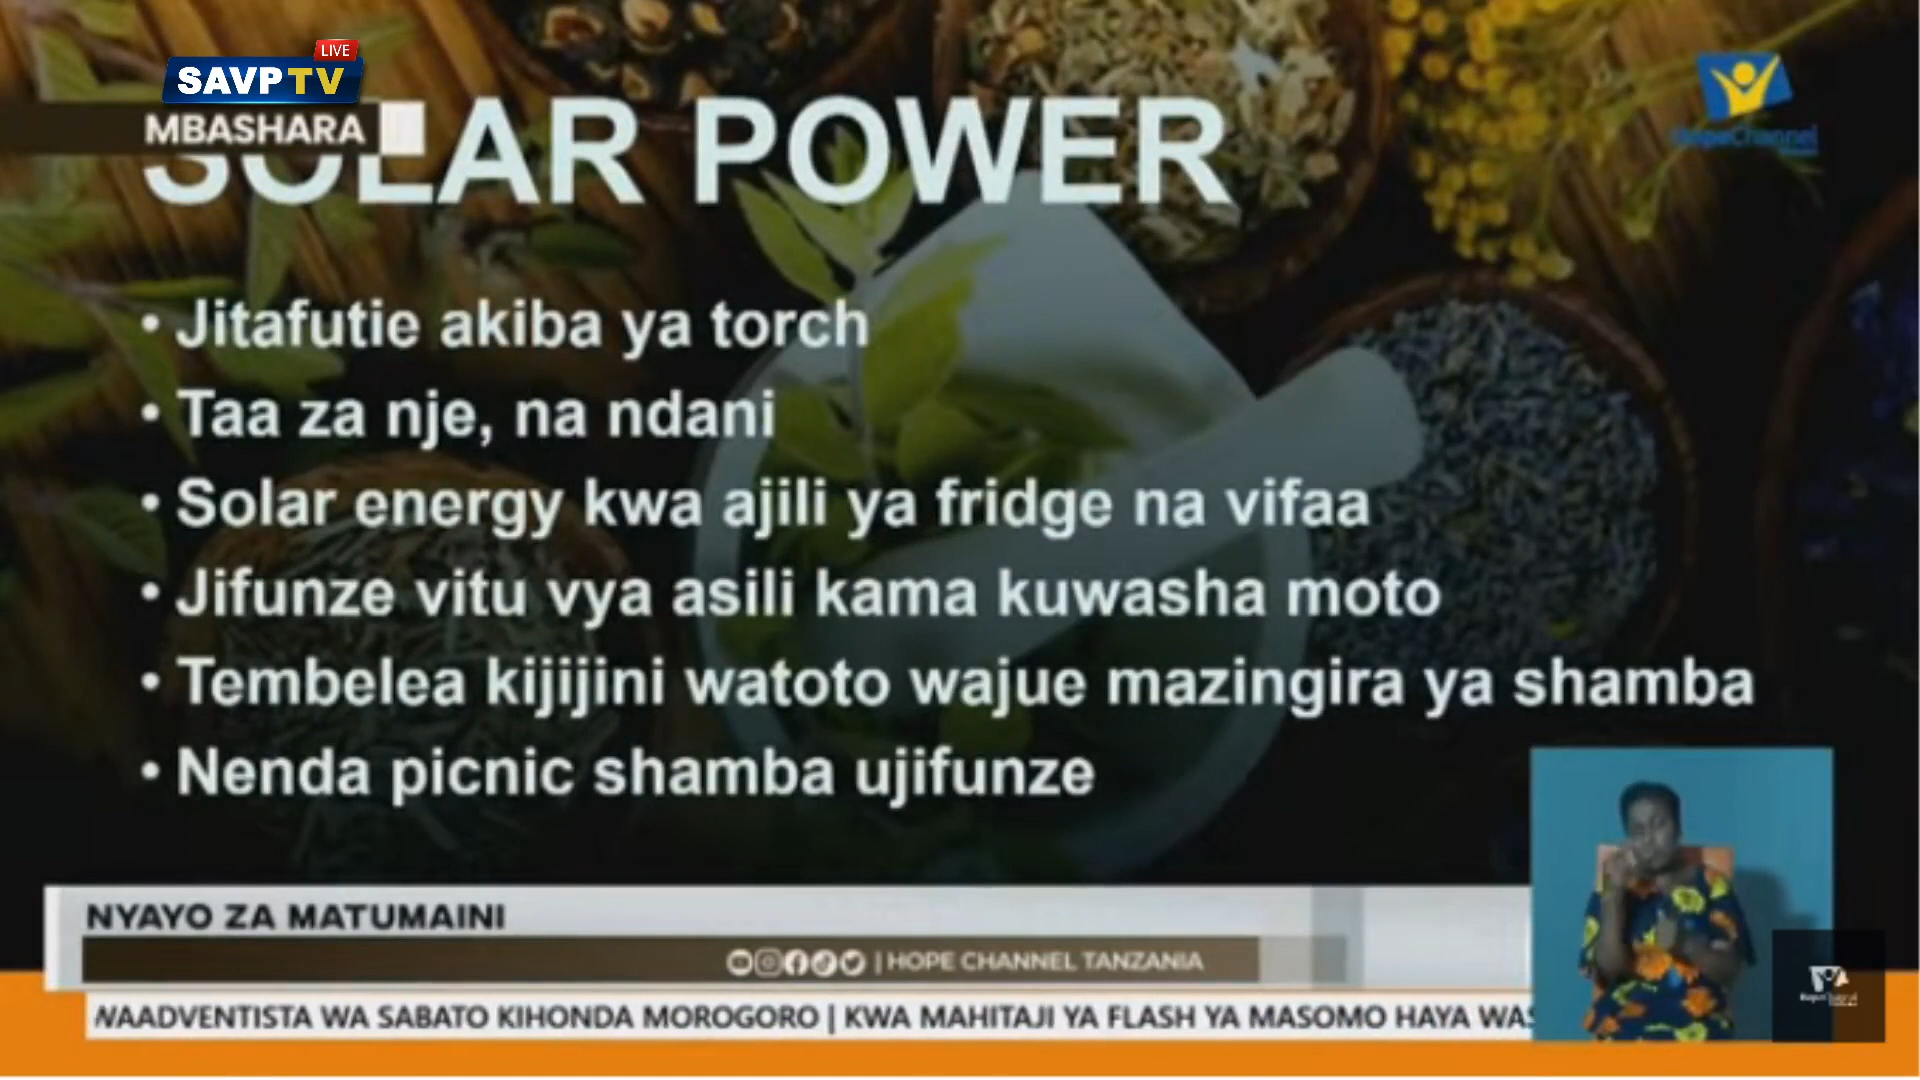 LIVE
SAVP TV
MBASHARA
SOLAR POWER
HopeChannel
• Jitafutie akiba ya torch
• Taa za nje, na ndani
• Solar energy kwa ajili ya fridge na vifaa
• Jifunze vitu vya asili kama kuwasha moto
• Tembelea kijijini watoto wajue mazingira ya shamba
• Nenda picnic shamba ujifunze
NYAYO ZA MATUMAINI
| HOPE CHANNEL TANZANIA
WAADVENTISTA WA SABATO KIHONDA MOROGORO | KWA MAHITAJI YA FLASH YA MASOMO HAYA WAS